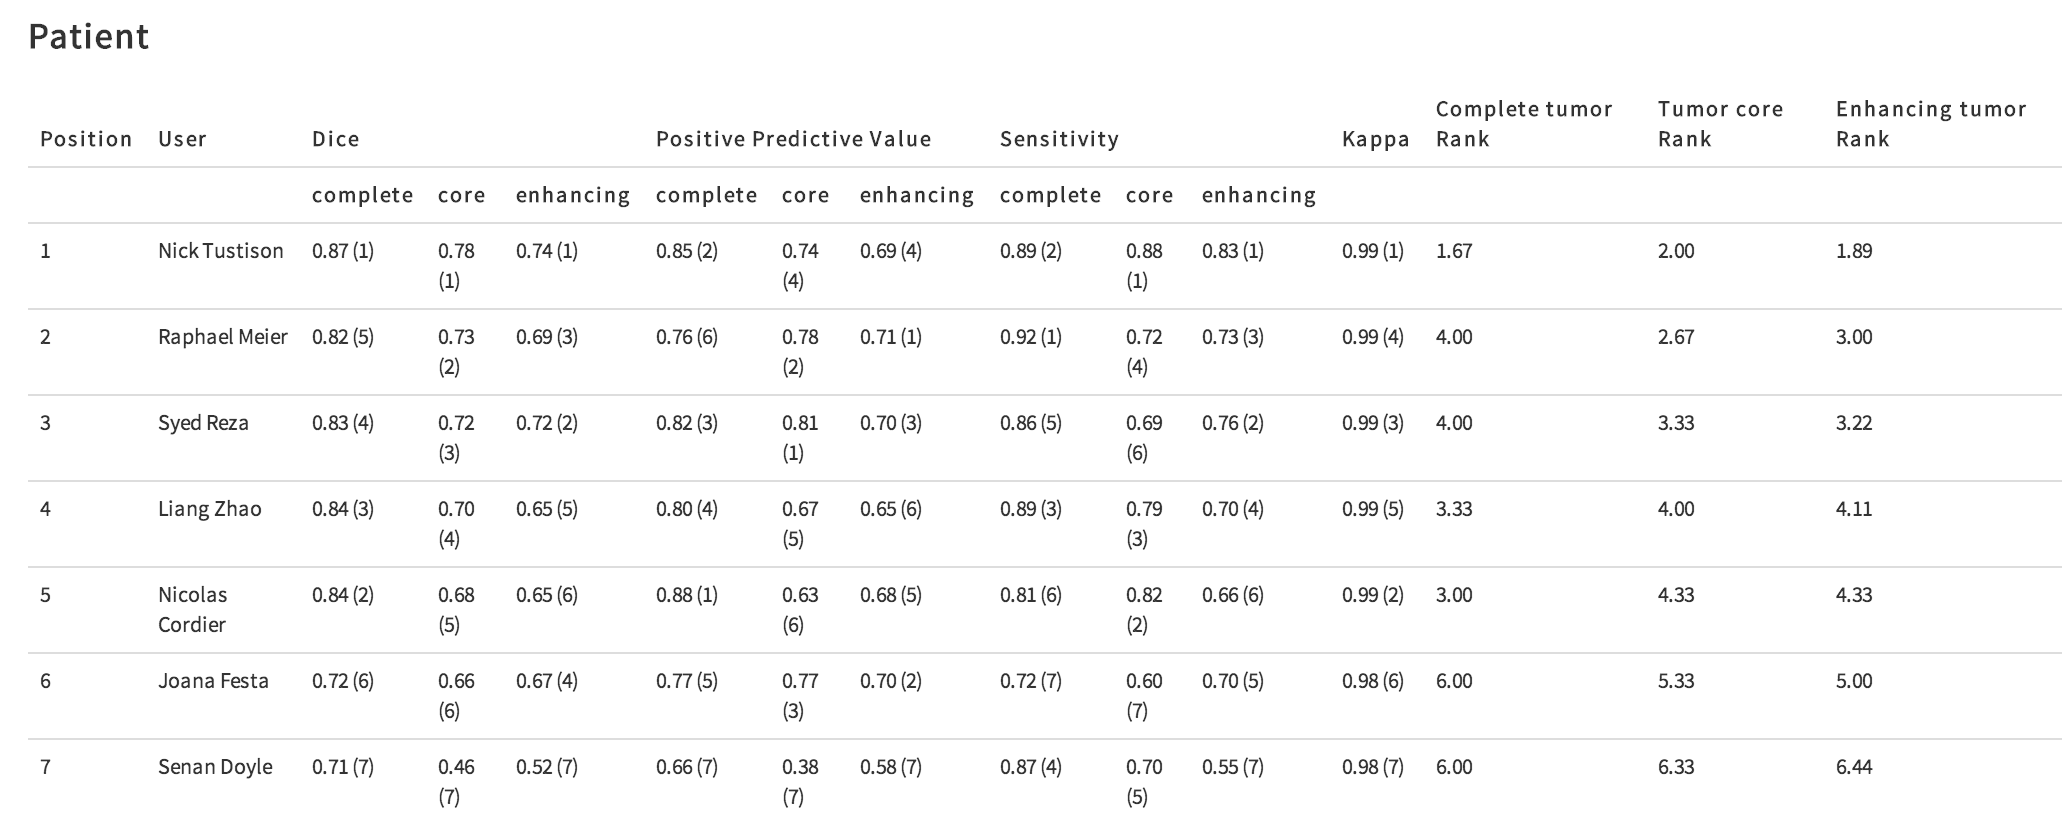 Patient
Position User Dice Positive Predictive Value Sensitivity Kappa Complete tumor Rank Tumor core Rank Enhancing tumor Rank
complete core enhancing complete core enhancing complete core enhancing
1 Nick Tustison 0.87 (1) 0.78 (1) 0.74 (1) 0.85 (2) 0.74 (4) 0.69 (4) 0.89 (2) 0.88 (1) 0.83 (1) 0.99 (1) 1.67 2.00 1.89
2 Raphael Meier 0.82 (5) 0.73 (2) 0.69 (3) 0.76 (6) 0.78 (2) 0.71 (1) 0.92 (1) 0.72 (4) 0.73 (3) 0.99 (4) 4.00 2.67 3.00
3 Syed Reza 0.83 (4) 0.72 (3) 0.72 (2) 0.82 (3) 0.81 (1) 0.70 (3) 0.86 (5) 0.69 (6) 0.76 (2) 0.99 (3) 4.00 3.33 3.22
4 Liang Zhao 0.84 (3) 0.70 (4) 0.65 (5) 0.80 (4) 0.67 (5) 0.65 (6) 0.89 (3) 0.79 (3) 0.70 (4) 0.99 (5) 3.33 4.00 4.11
5 Nicolas Cordier 0.84 (2) 0.68 (5) 0.65 (6) 0.88 (1) 0.63 (6) 0.68 (5) 0.81 (6) 0.82 (2) 0.66 (6) 0.99 (2) 3.00 4.33 4.33
6 Joana Festa 0.72 (6) 0.66 (6) 0.67 (4) 0.77 (5) 0.77 (3) 0.70 (2) 0.72 (7) 0.60 (7) 0.70 (5) 0.98 (6) 6.00 5.33 5.00
7 Senan Doyle 0.71 (7) 0.46 (7) 0.52 (7) 0.66 (7) 0.38 (7) 0.58 (7) 0.87 (4) 0.70 (5) 0.55 (7) 0.98 (7) 6.00 6.33 6.44